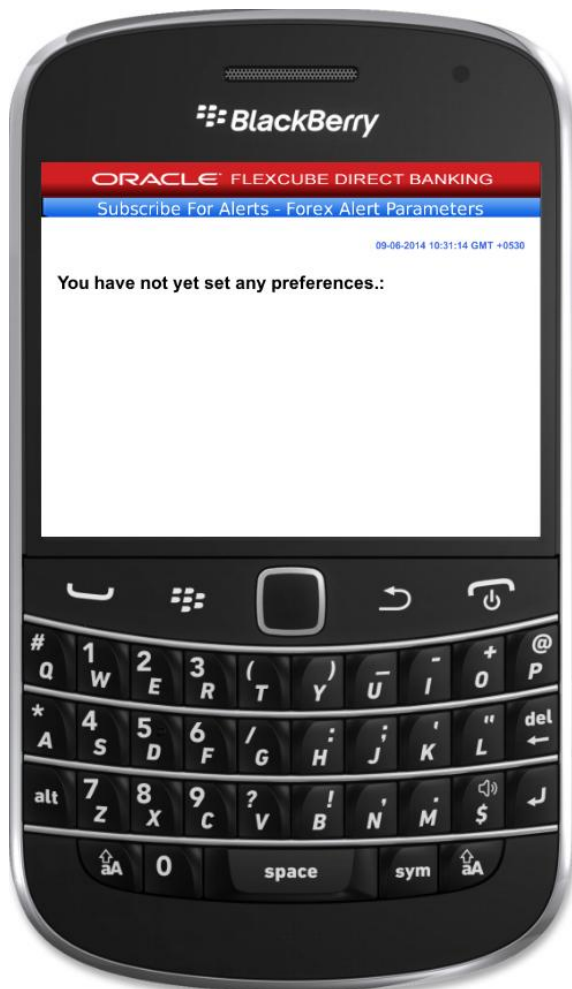 BlackBerry
ORACLE FLEXCUBE DIRECT BANKING
Subscribe For Alerts - Forex Alert Parameters
09-06-2014 10:31:14 GMT +0530
You have not yet set any preferences.:
# 1 2 3 ( ) _ - + @
Q W E R T Y U I O P
* 4 5 6 / : ; ' " del
A S D F G H J K L
alt 7 8 9 ? ! , . $
Z X C V B N M
aA 0 space sym aA